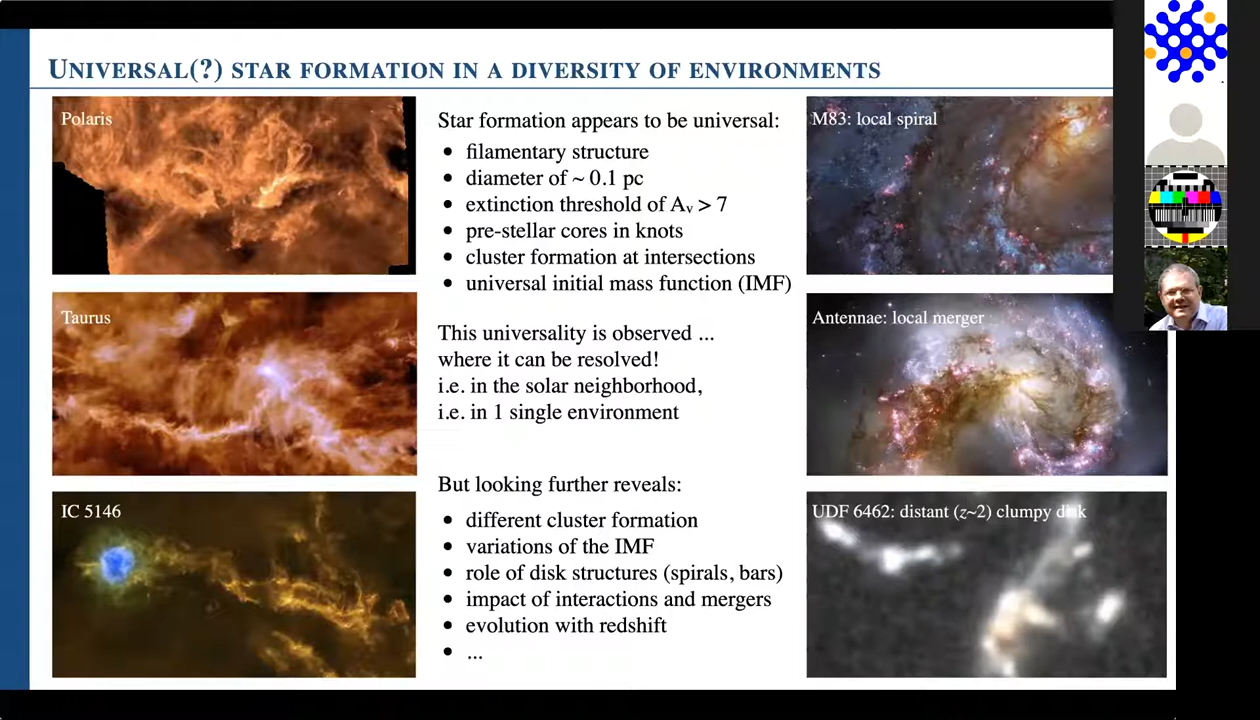 UNIVERSAL(?) STAR FORMATION IN A DIVERSITY OF ENVIRONMENTS
Polaris
Taurus
IC 5146
Star formation appears to be universal:
• filamentary structure
• diameter of ~ 0.1 pc
• extinction threshold of Aᵥ > 7
• pre-stellar cores in knots
• cluster formation at intersections
• universal initial mass function (IMF)
This universality is observed ...
where it can be resolved!
i.e. in the solar neighborhood,
i.e. in 1 single environment
But looking further reveals:
• different cluster formation
• variations of the IMF
• role of disk structures (spirals, bars)
• impact of interactions and mergers
• evolution with redshift
• ...
M83: local spiral
Antennae: local merger
UDF 6462: distant (z~2) clumpy disk